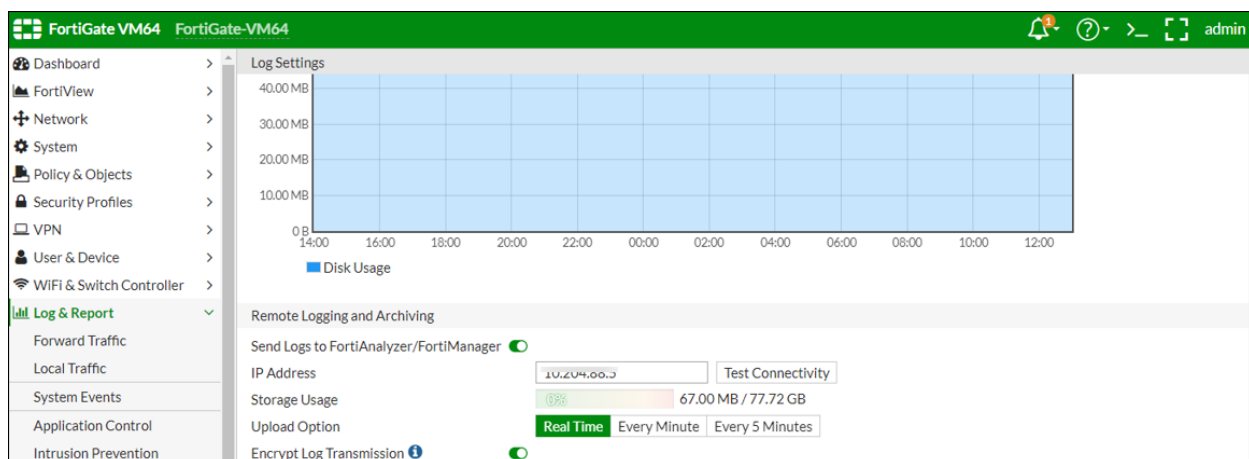 FortiGate VM64 FortiGate-VM64 1 admin
Dashboard
FortiView
Network
System
Policy & Objects
Security Profiles
VPN
User & Device
WiFi & Switch Controller
Log & Report
Forward Traffic
Local Traffic
System Events
Application Control
Intrusion Prevention
Log Settings
40.00 MB
30.00 MB
20.00 MB
10.00 MB
0 B
14:00 16:00 18:00 20:00 22:00 00:00 02:00 04:00 06:00 08:00 10:00 12:00
Disk Usage
Remote Logging and Archiving
Send Logs to FortiAnalyzer/FortiManager
IP Address Test Connectivity
Storage Usage 0% 67.00 MB / 77.72 GB
Upload Option Real Time Every Minute Every 5 Minutes
Encrypt Log Transmission